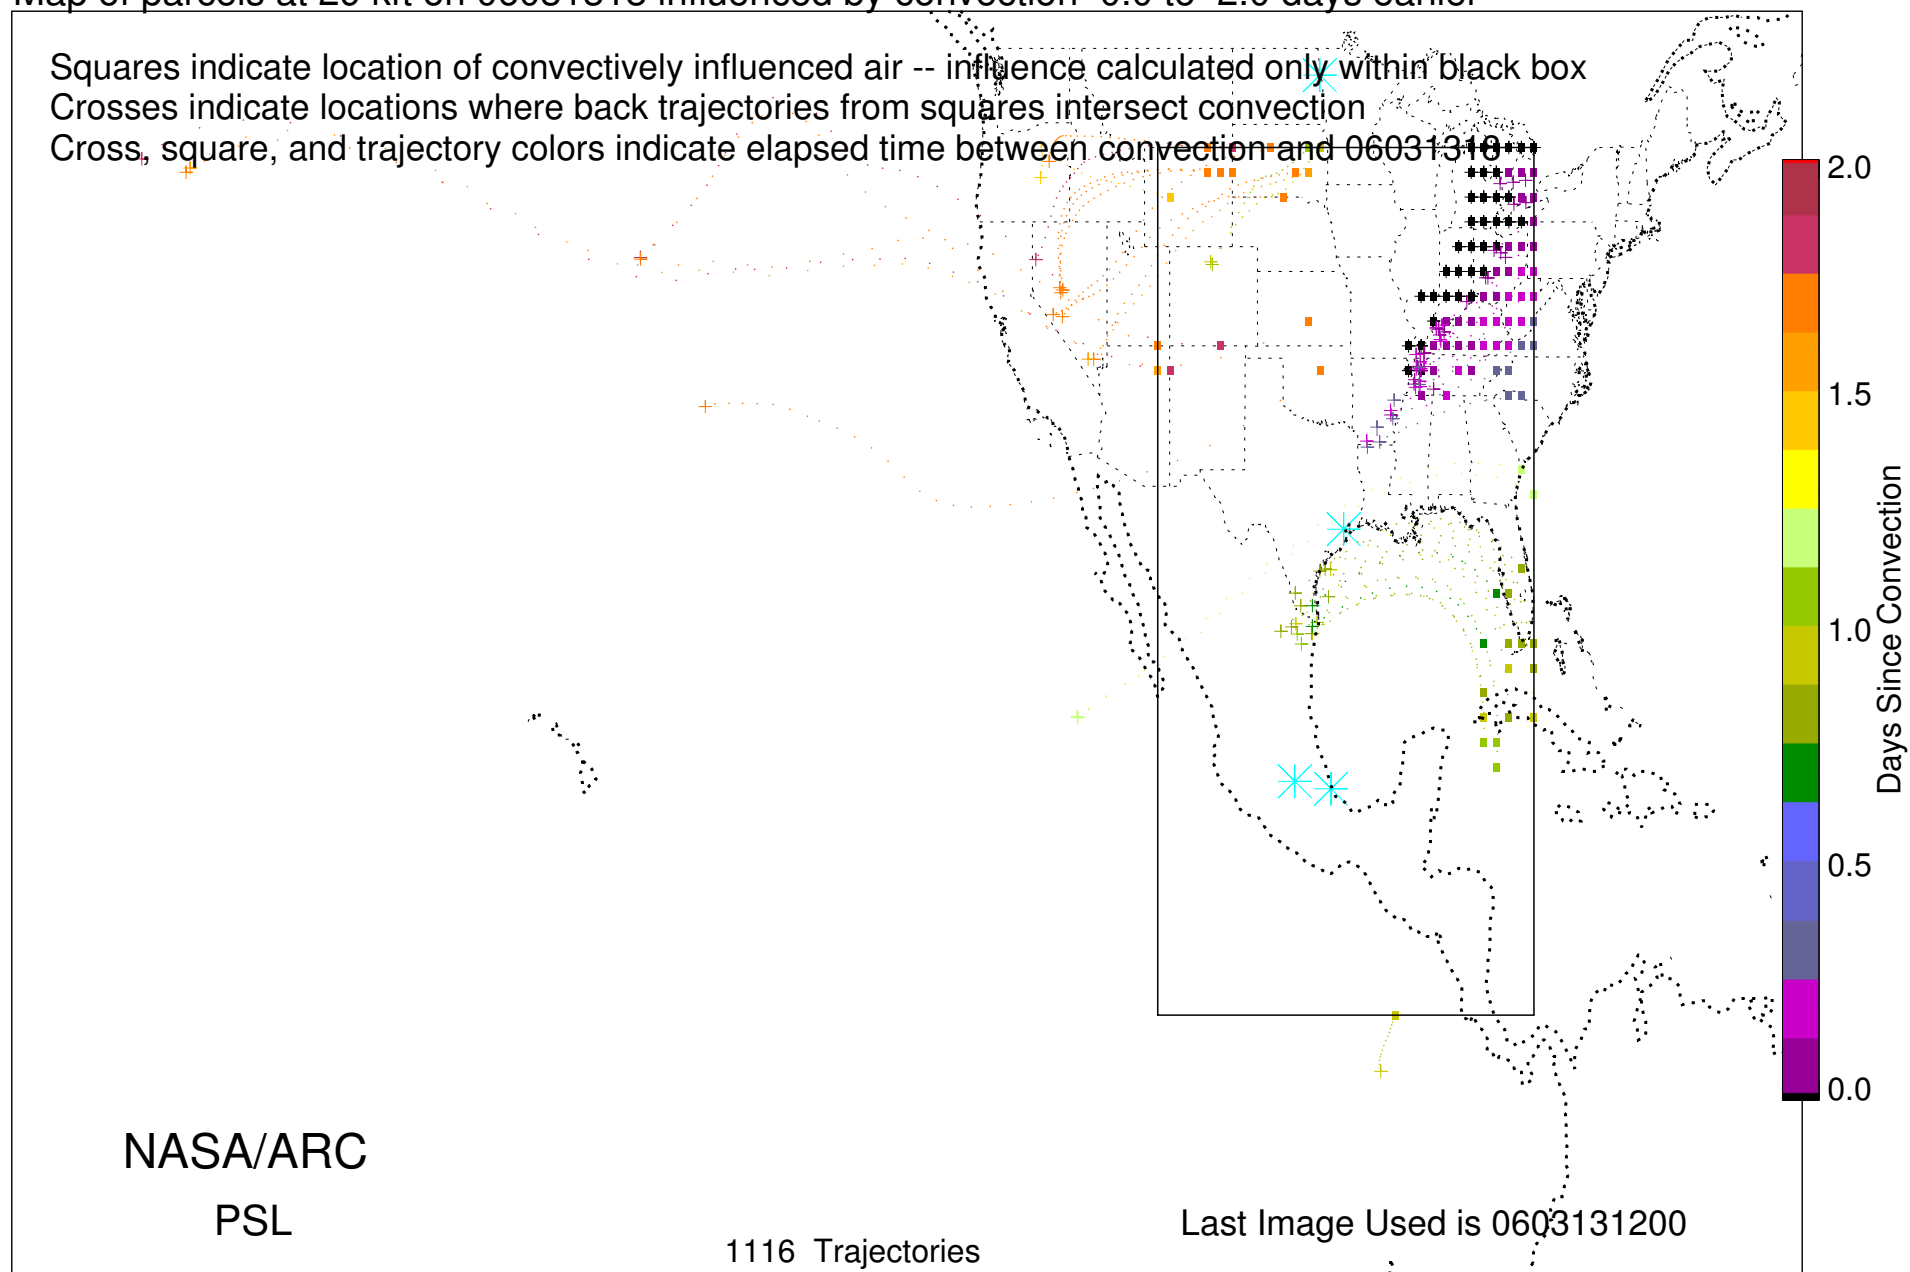 Squares indicate location of convectively influenced air -- influence calculated only within black box
Crosses indicate locations where back trajectories from squares intersect convection
Cross, square, and trajectory colors indicate elapsed time between convection and 06031318
2.0
1.5
1.0
0.5
0.0
Days Since Convection
NASA/ARC
PSL
Last Image Used is 0603131200
1116 Trajectories